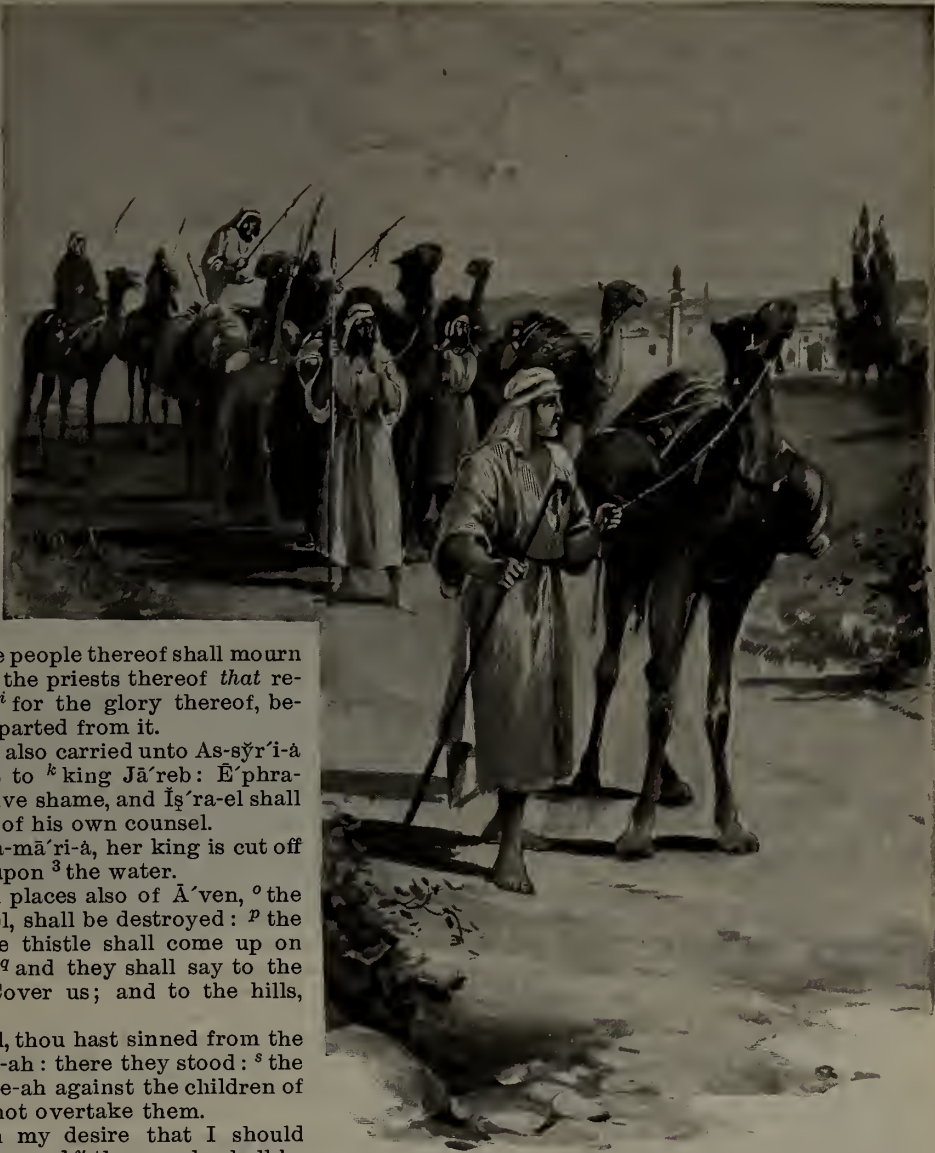 e people thereof shall mourn
the priests thereof that re-
i for the glory thereof, be-
parted from it.
also carried unto As-sy̆r´i-ȧ
to k king Jā´reb: Ē´phra-
ve shame, and Ĭs̝´ra-el shall
of his own counsel.
a-mā´ri-ȧ, her king is cut off
upon 3 the water.
places also of Ā´ven, o the
l, shall be destroyed: p the
e thistle shall come up on
q and they shall say to the
Cover us; and to the hills,
l, thou hast sinned from the
-ah: there they stood: s the
e-ah against the children of
not overtake them.
my desire that I should